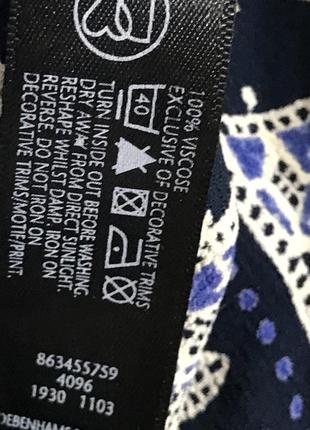 100% VISCOSE
EXCLUSIVE OF DECORATIVE TRIMS
40
TURN INSIDE OUT BEFORE WASHING.
DRY AWAY FROM DIRECT SUNLIGHT.
RESHAPE WHILST DAMP. IRON ON
REVERSE. DO NOT IRON ON
DECORATIVE TRIMS/MOTIF/PRINT.
863455759
4096
1930 1103
DEBENHAMS